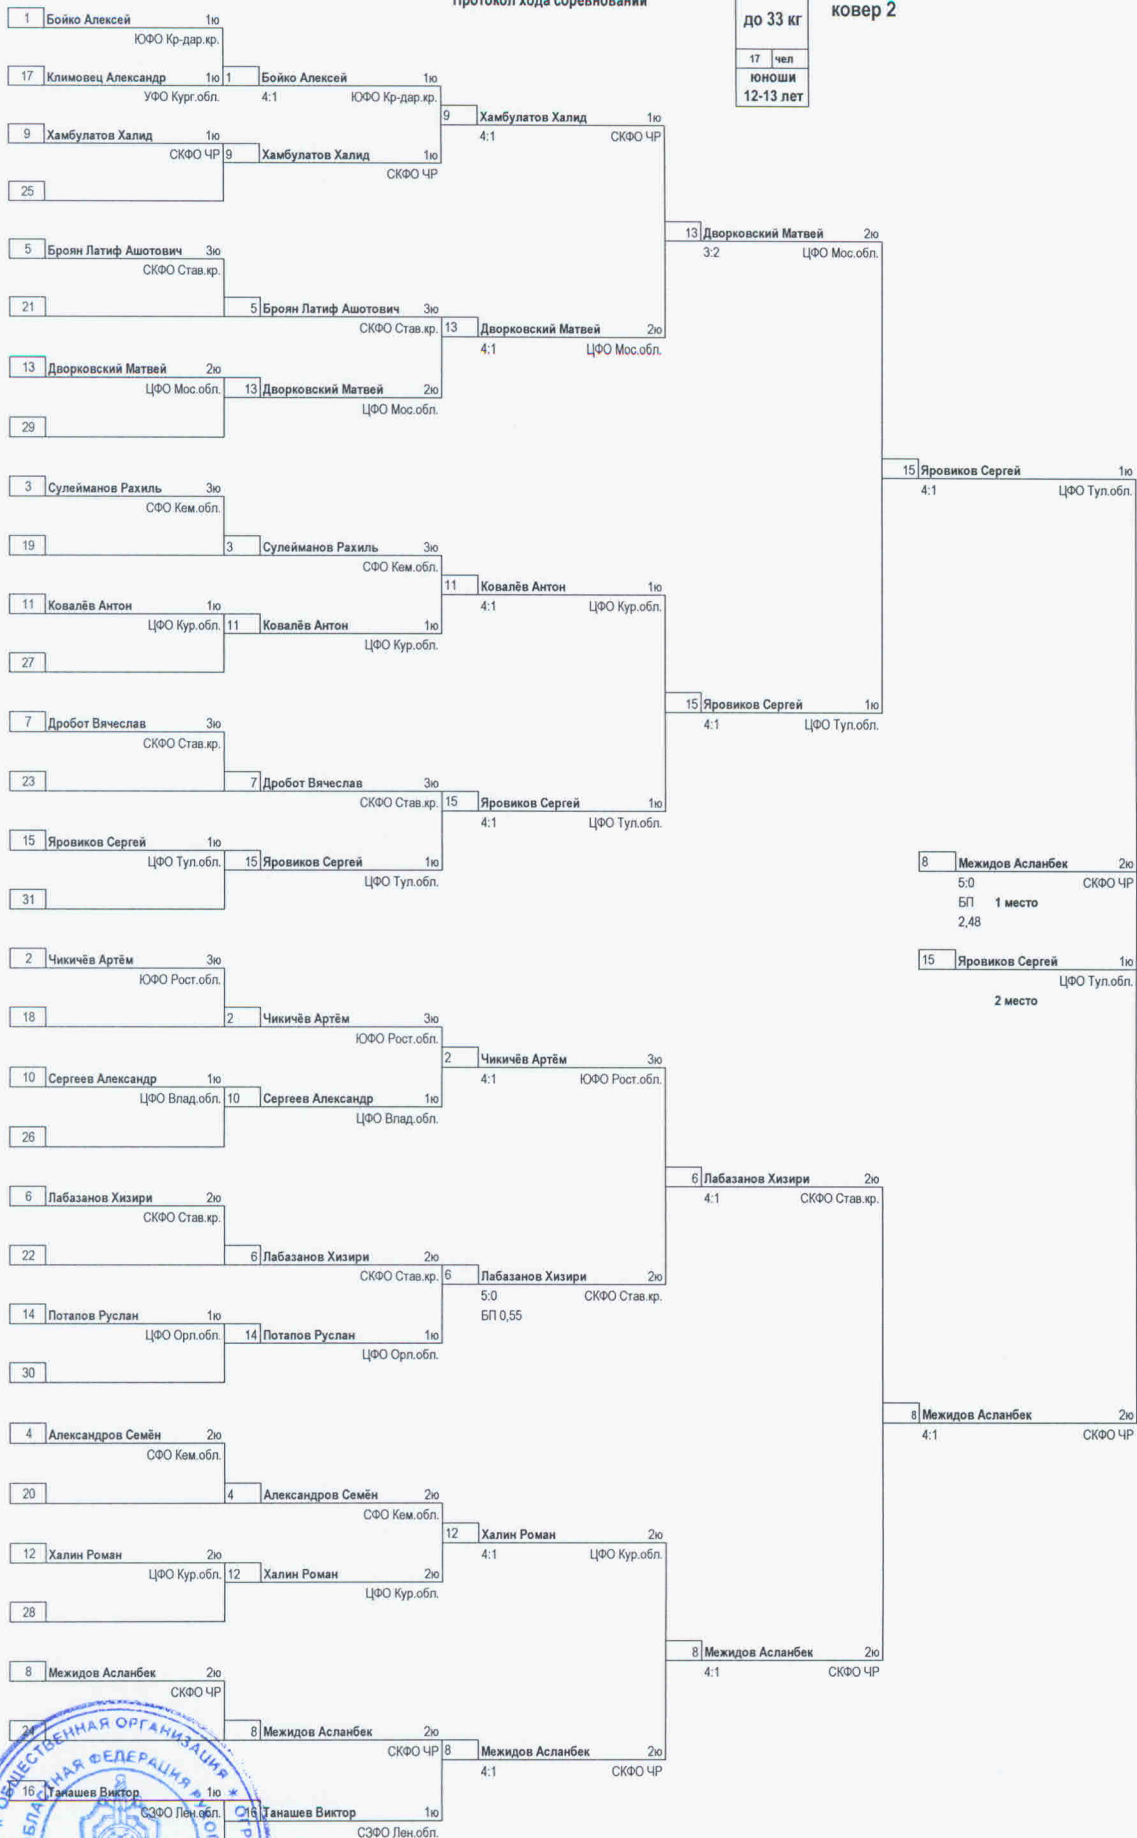 Протокол хода соревнований
до 33 кг
ковер 2
17 чел
юноши
12-13 лет
1 Бойко Алексей 1ю
ЮФО Кр-дар.кр.
17 Климовец Александр 1ю
УФО Кург.обл.
1 Бойко Алексей 1ю
4:1 ЮФО Кр-дар.кр.
9 Хамбулатов Халид 1ю
4:1 СКФО ЧР
9 Хамбулатов Халид 1ю
СКФО ЧР
9 Хамбулатов Халид 1ю
СКФО ЧР
25
13 Дворковский Матвей 2ю
3:2 ЦФО Мос.обл.
5 Броян Латиф Ашотович 3ю
СКФО Став.кр.
21
5 Броян Латиф Ашотович 3ю
СКФО Став.кр.
13 Дворковский Матвей 2ю
4:1 ЦФО Мос.обл.
13 Дворковский Матвей 2ю
ЦФО Мос.обл.
13 Дворковский Матвей 2ю
ЦФО Мос.обл.
29
15 Яровиков Сергей 1ю
4:1 ЦФО Тул.обл.
3 Сулейманов Рахиль 3ю
СФО Кем.обл.
19
3 Сулейманов Рахиль 3ю
СФО Кем.обл.
11 Ковалёв Антон 1ю
4:1 ЦФО Кур.обл.
11 Ковалёв Антон 1ю
ЦФО Кур.обл.
11 Ковалёв Антон 1ю
ЦФО Кур.обл.
27
15 Яровиков Сергей 1ю
4:1 ЦФО Тул.обл.
7 Дробот Вячеслав 3ю
СКФО Став.кр.
23
7 Дробот Вячеслав 3ю
СКФО Став.кр.
15 Яровиков Сергей 1ю
4:1 ЦФО Тул.обл.
15 Яровиков Сергей 1ю
ЦФО Тул.обл.
15 Яровиков Сергей 1ю
ЦФО Тул.обл.
31
8 Межидов Асланбек 2ю
5:0 СКФО ЧР
БП 1 место
2,48
15 Яровиков Сергей 1ю
ЦФО Тул.обл.
2 место
2 Чикичёв Артём 3ю
ЮФО Рост.обл.
18
2 Чикичёв Артём 3ю
ЮФО Рост.обл.
2 Чикичёв Артём 3ю
4:1 ЮФО Рост.обл.
10 Сергеев Александр 1ю
ЦФО Влад.обл.
10 Сергеев Александр 1ю
ЦФО Влад.обл.
26
6 Лабазанов Хизири 2ю
4:1 СКФО Став.кр.
6 Лабазанов Хизири 2ю
СКФО Став.кр.
22
6 Лабазанов Хизири 2ю
СКФО Став.кр.
6 Лабазанов Хизири 2ю
5:0 СКФО Став.кр.
БП 0,55
14 Потапов Руслан 1ю
ЦФО Орл.обл.
14 Потапов Руслан 1ю
ЦФО Орл.обл.
30
8 Межидов Асланбек 2ю
4:1 СКФО ЧР
4 Александров Семён 2ю
СФО Кем.обл.
20
4 Александров Семён 2ю
СФО Кем.обл.
12 Халин Роман 2ю
4:1 ЦФО Кур.обл.
12 Халин Роман 2ю
ЦФО Кур.обл.
12 Халин Роман 2ю
ЦФО Кур.обл.
28
8 Межидов Асланбек 2ю
4:1 СКФО ЧР
8 Межидов Асланбек 2ю
СКФО ЧР
24
8 Межидов Асланбек 2ю
СКФО ЧР
8 Межидов Асланбек 2ю
4:1 СКФО ЧР
16 Танашев Виктор 1ю
СЗФО Лен.обл.
16 Танашев Виктор 1ю
СЗФО Лен.обл.
ОБЩЕСТВЕННАЯ ОРГАНИЗАЦИЯ *
ФЕДЕРАЦИЯ